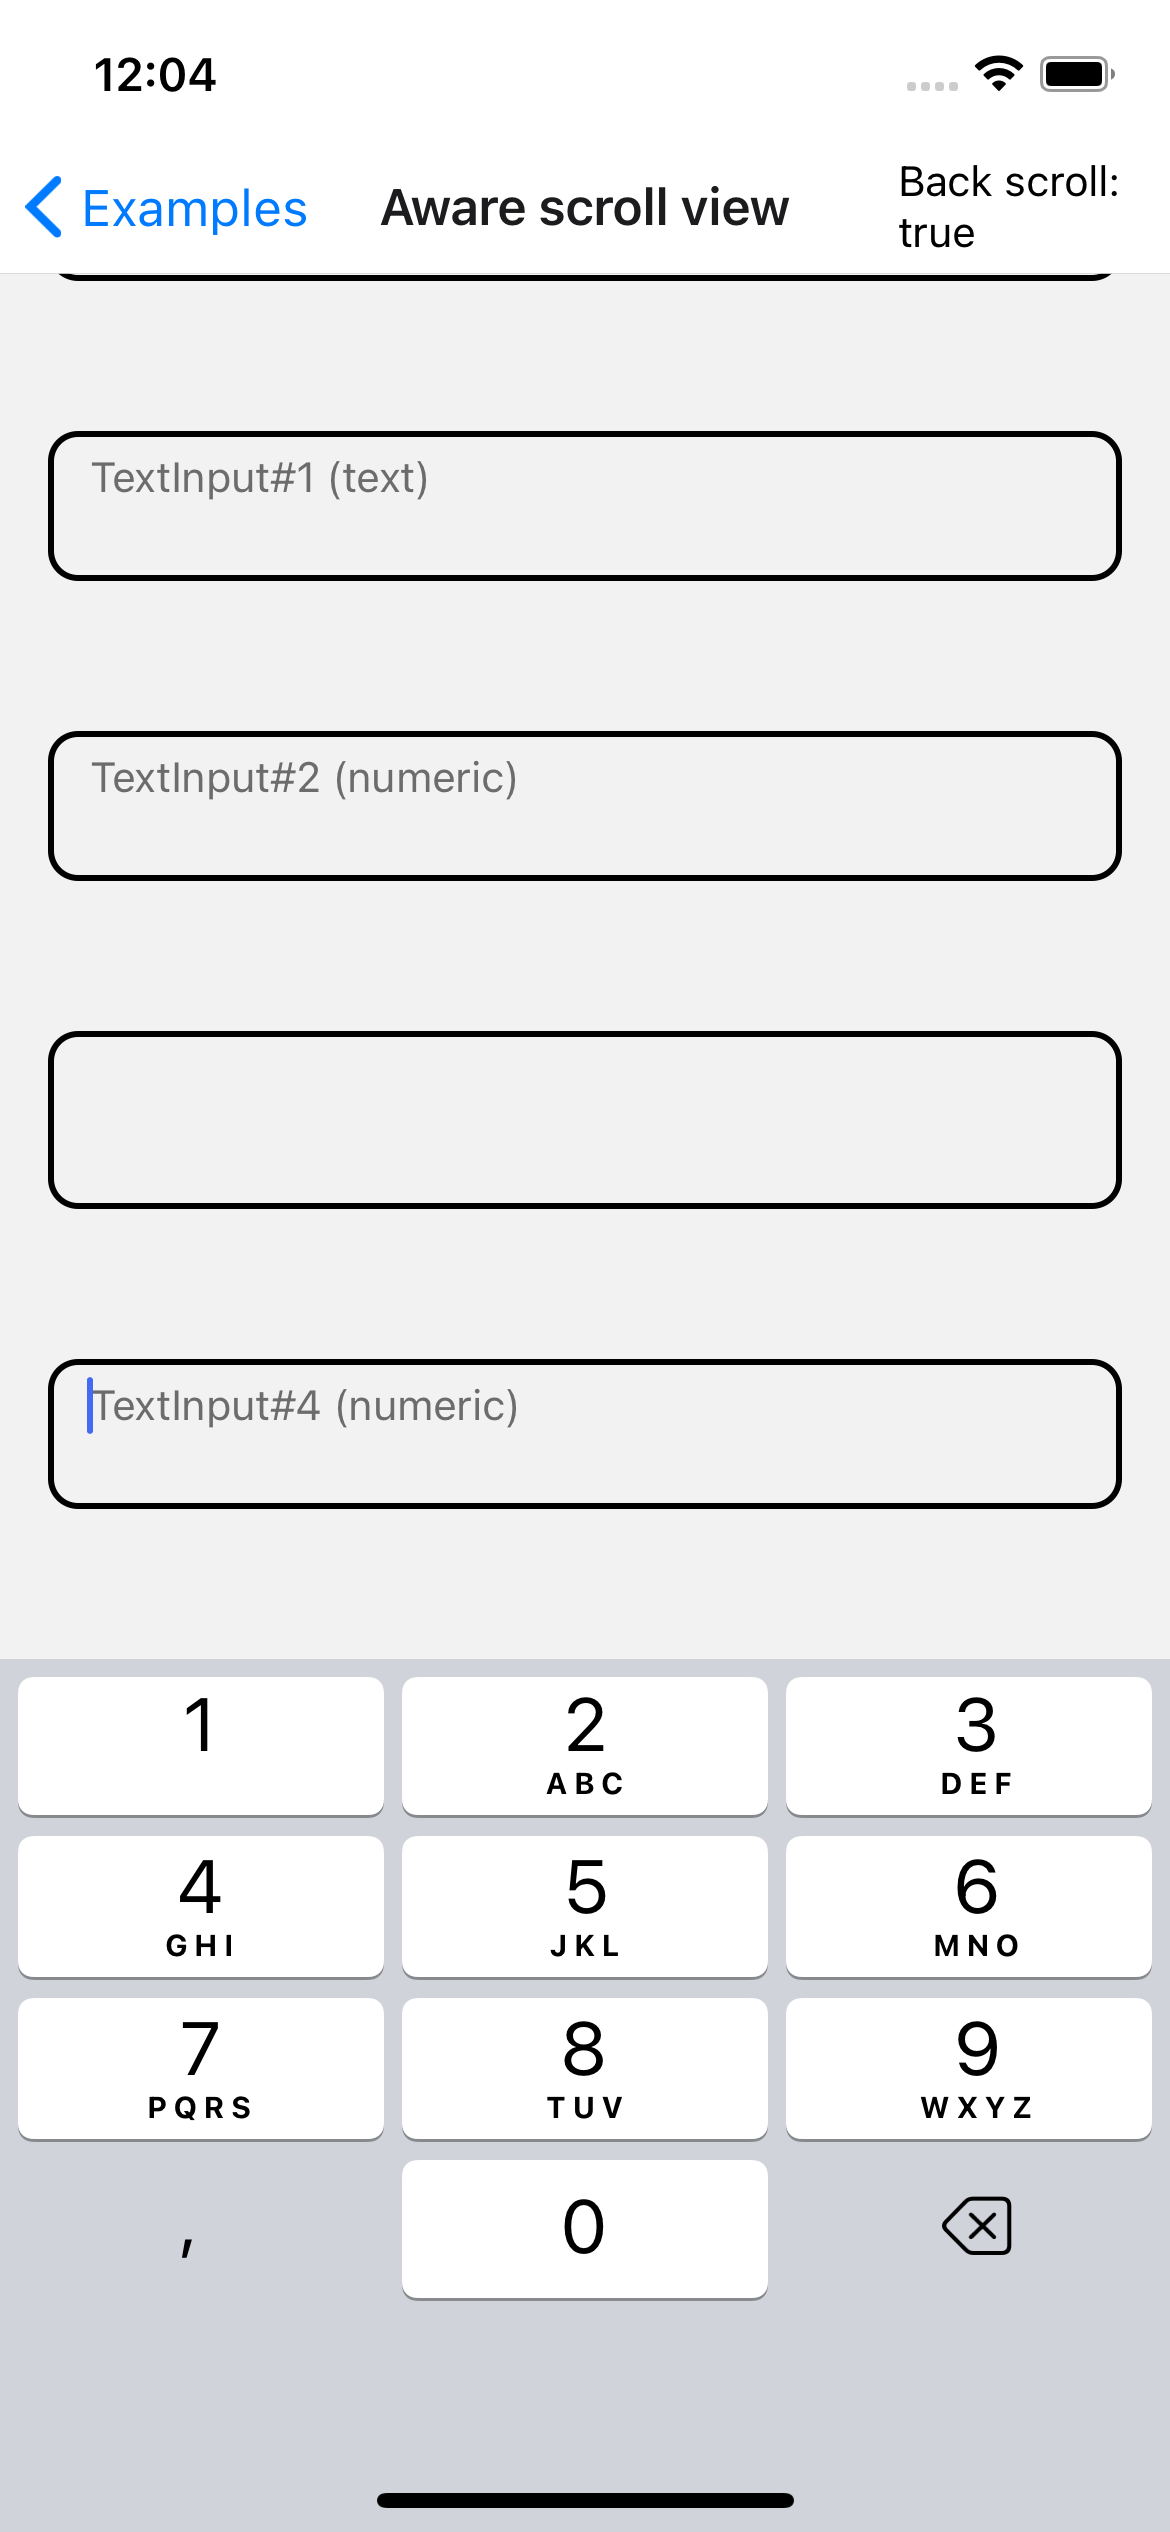 12:04
Examples
Aware scroll view
Back scroll:
true
TextInput#1 (text)
TextInput#2 (numeric)
TextInput#4 (numeric)
1
2
ABC
3
DEF
4
GHI
5
JKL
6
MNO
7
PQRS
8
TUV
9
WXYZ
,
0